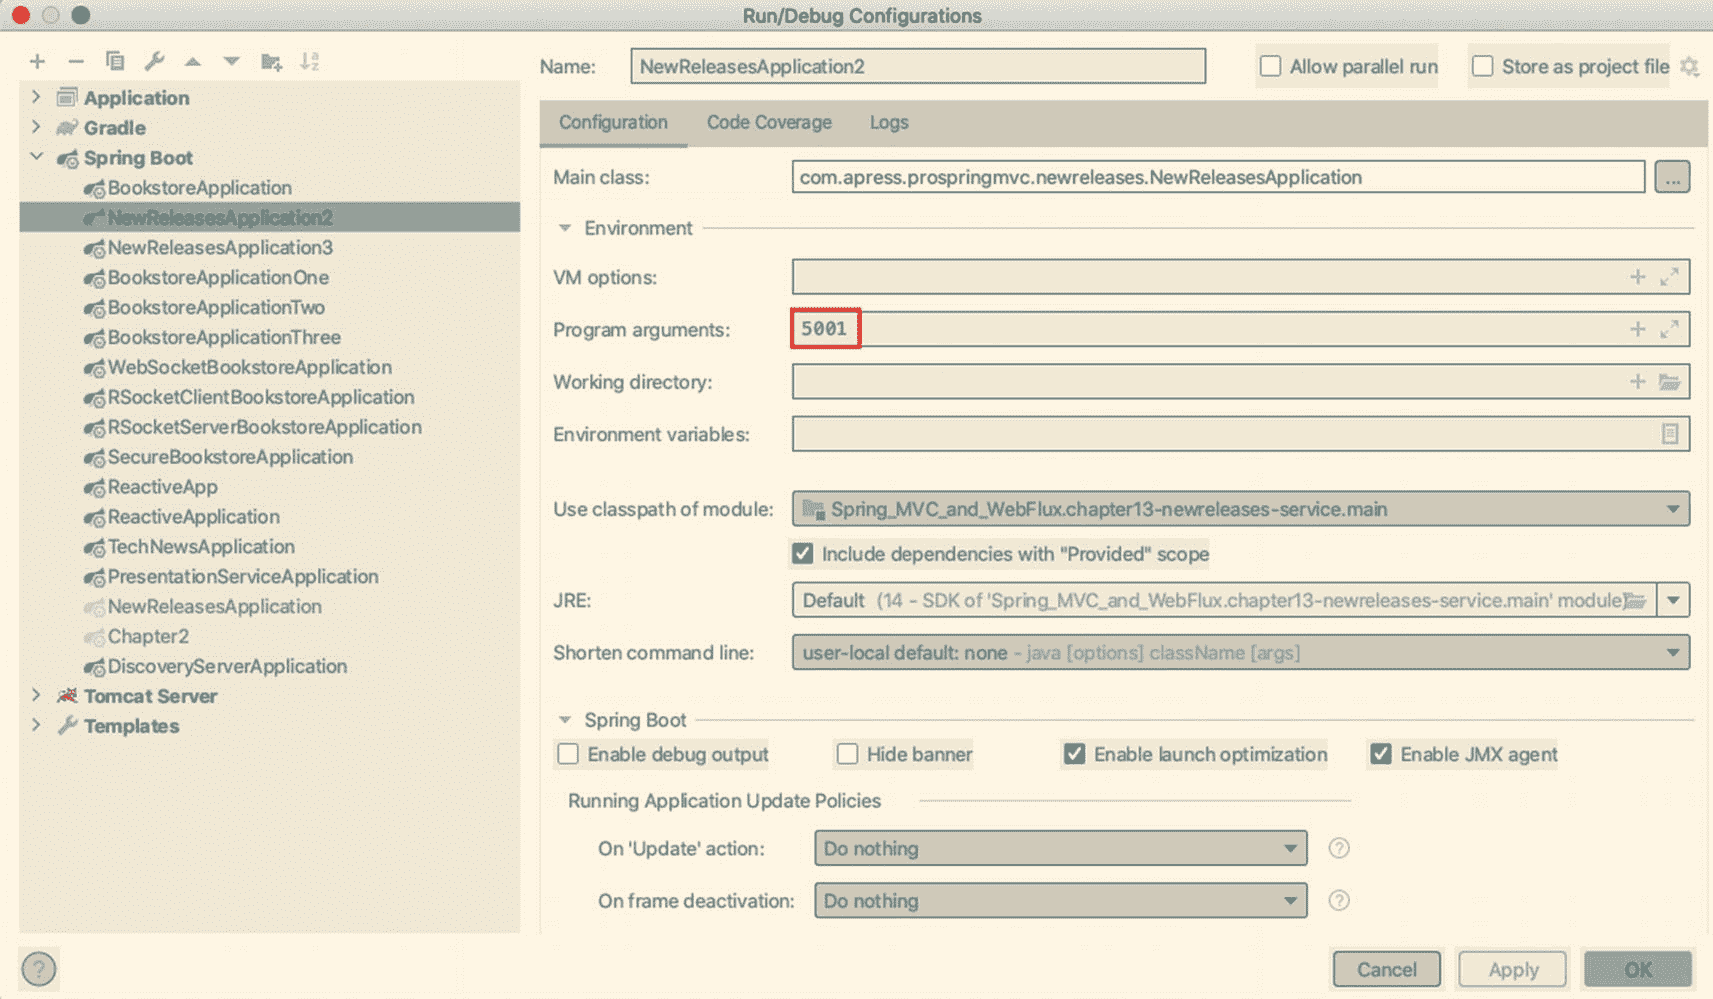 Run/Debug Configurations
Name: NewReleasesApplication2 Allow parallel run Store as project file
Application
Gradle
Spring Boot
BookstoreApplication
NewReleasesApplication2
NewReleasesApplication3
BookstoreApplicationOne
BookstoreApplicationTwo
BookstoreApplicationThree
WebSocketBookstoreApplication
RSocketClientBookstoreApplication
RSocketServerBookstoreApplication
SecureBookstoreApplication
ReactiveApp
ReactiveApplication
TechNewsApplication
PresentationServiceApplication
NewReleasesApplication
Chapter2
DiscoveryServerApplication
Tomcat Server
Templates
Configuration Code Coverage Logs
Main class: com.apress.prospringmvc.newreleases.NewReleasesApplication ...
Environment
VM options:
Program arguments: 5001
Working directory:
Environment variables:
Use classpath of module: Spring_MVC_and_WebFlux.chapter13-newreleases-service.main
Include dependencies with "Provided" scope
JRE: Default (14 - SDK of 'Spring_MVC_and_WebFlux.chapter13-newreleases-service.main' module)
Shorten command line: user-local default: none - java [options] className [args]
Spring Boot
Enable debug output Hide banner Enable launch optimization Enable JMX agent
Running Application Update Policies
On 'Update' action: Do nothing ?
On frame deactivation: Do nothing ?
? Cancel Apply OK